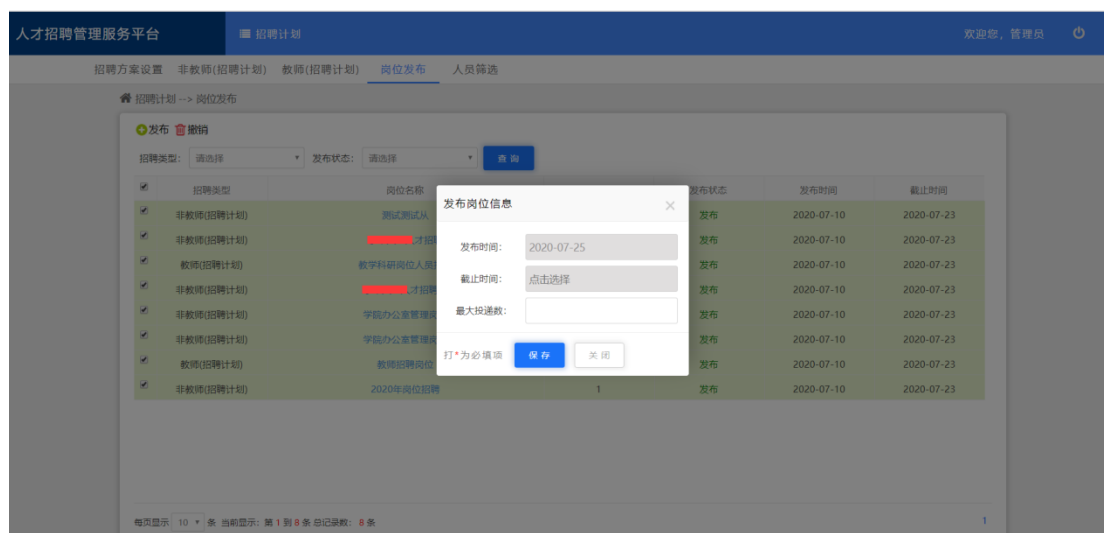 人才招聘管理服务平台 招聘计划 欢迎您，管理员
招聘方案设置 非教师(招聘计划) 教师(招聘计划) 岗位发布 人员筛选
招聘计划 --> 岗位发布
发布 撤销
招聘类型： 请选择 发布状态： 请选择 查 询
招聘类型 岗位名称 发布状态 发布时间 截止时间
非教师(招聘计划) 测试测试从 发布 2020-07-10 2020-07-23
非教师(招聘计划) 才招聘 发布 2020-07-10 2020-07-23
教师(招聘计划) 教学科研岗位人员 发布 2020-07-10 2020-07-23
非教师(招聘计划) 才招聘 发布 2020-07-10 2020-07-23
非教师(招聘计划) 学院办公室管理 发布 2020-07-10 2020-07-23
非教师(招聘计划) 学院办公室管理 发布 2020-07-10 2020-07-23
教师(招聘计划) 教师招聘岗位 发布 2020-07-10 2020-07-23
非教师(招聘计划) 2020年岗位招聘 1 发布 2020-07-10 2020-07-23
发布岗位信息 ×
发布时间： 2020-07-25
截止时间： 点击选择
最大投递数：
打*为必填项 保 存 关 闭
每页显示 10 条 当前显示：第 1 到 8 条 总记录数： 8 条 1